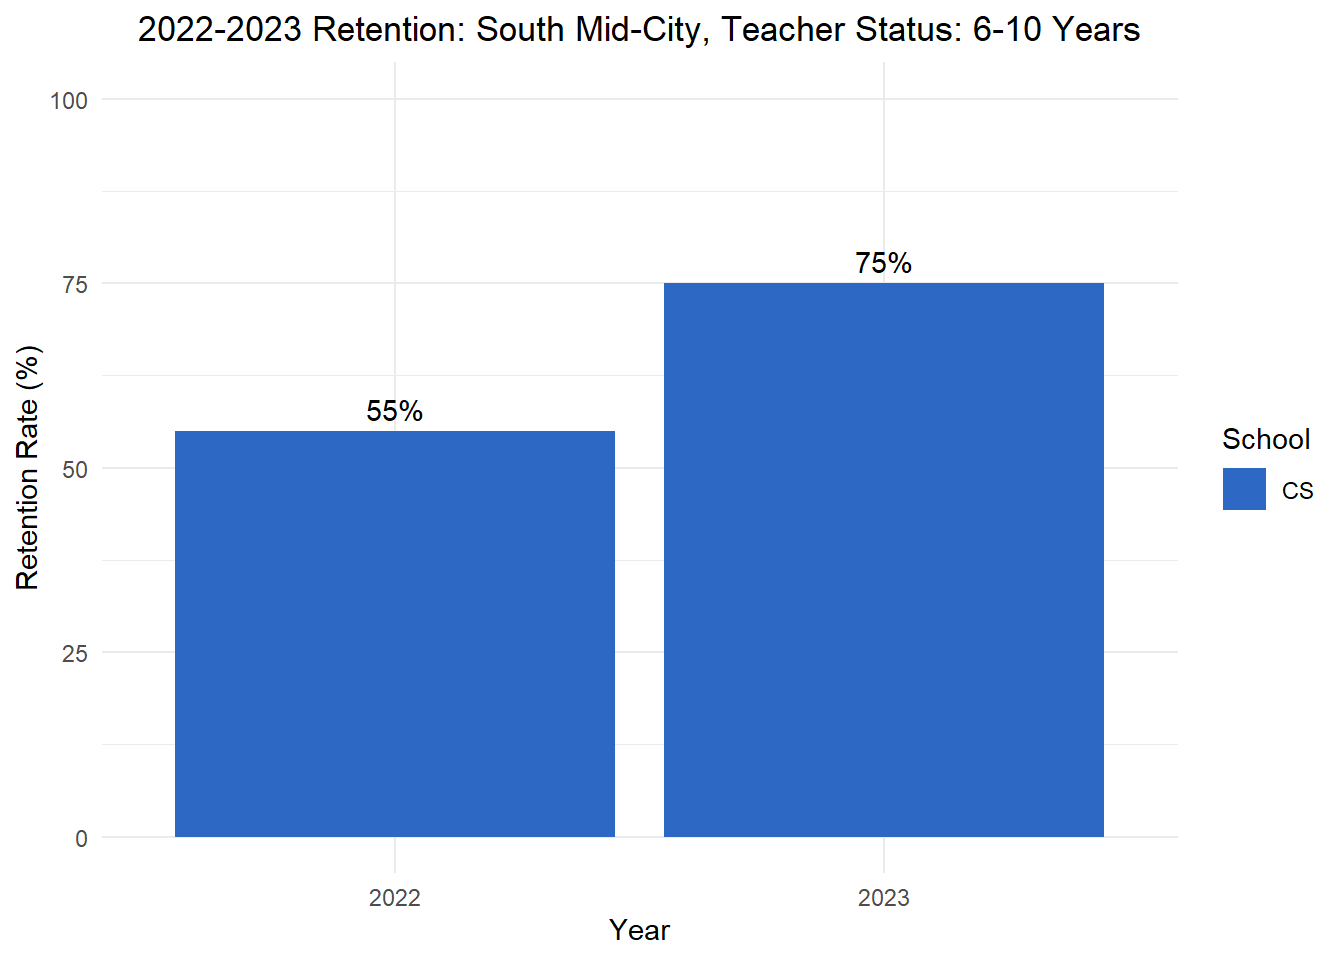 2022-2023 Retention: South Mid-City, Teacher Status: 6-10 Years
Retention Rate (%)
100
75
50
25
0
55%
75%
2022
2023
Year
School
CS